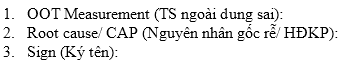 1. OOT Measurement (TS ngoài dung sai):
2. Root cause/ CAP (Nguyên nhân gốc rễ/ HĐKP):
3. Sign (Ký tên):